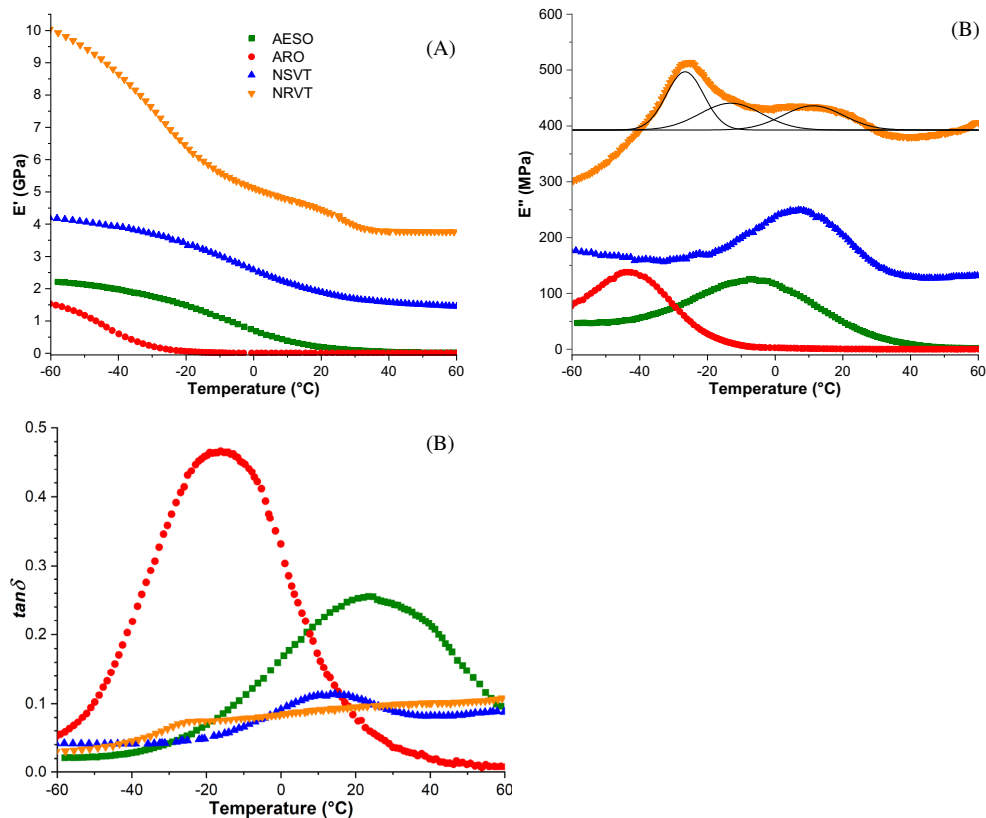 (A)
AESO
ARO
NSVT
NRVT
10
9
8
7
6
5
4
3
2
1
0
E' (GPa)
-60 -40 -20 0 20 40 60
Temperature (°C)
(B)
600
500
400
300
200
100
0
E" (MPa)
-60 -40 -20 0 20 40 60
Temperature (°C)
(B)
0.5
0.4
0.3
0.2
0.1
0.0
tanδ
-60 -40 -20 0 20 40 60
Temperature (°C)